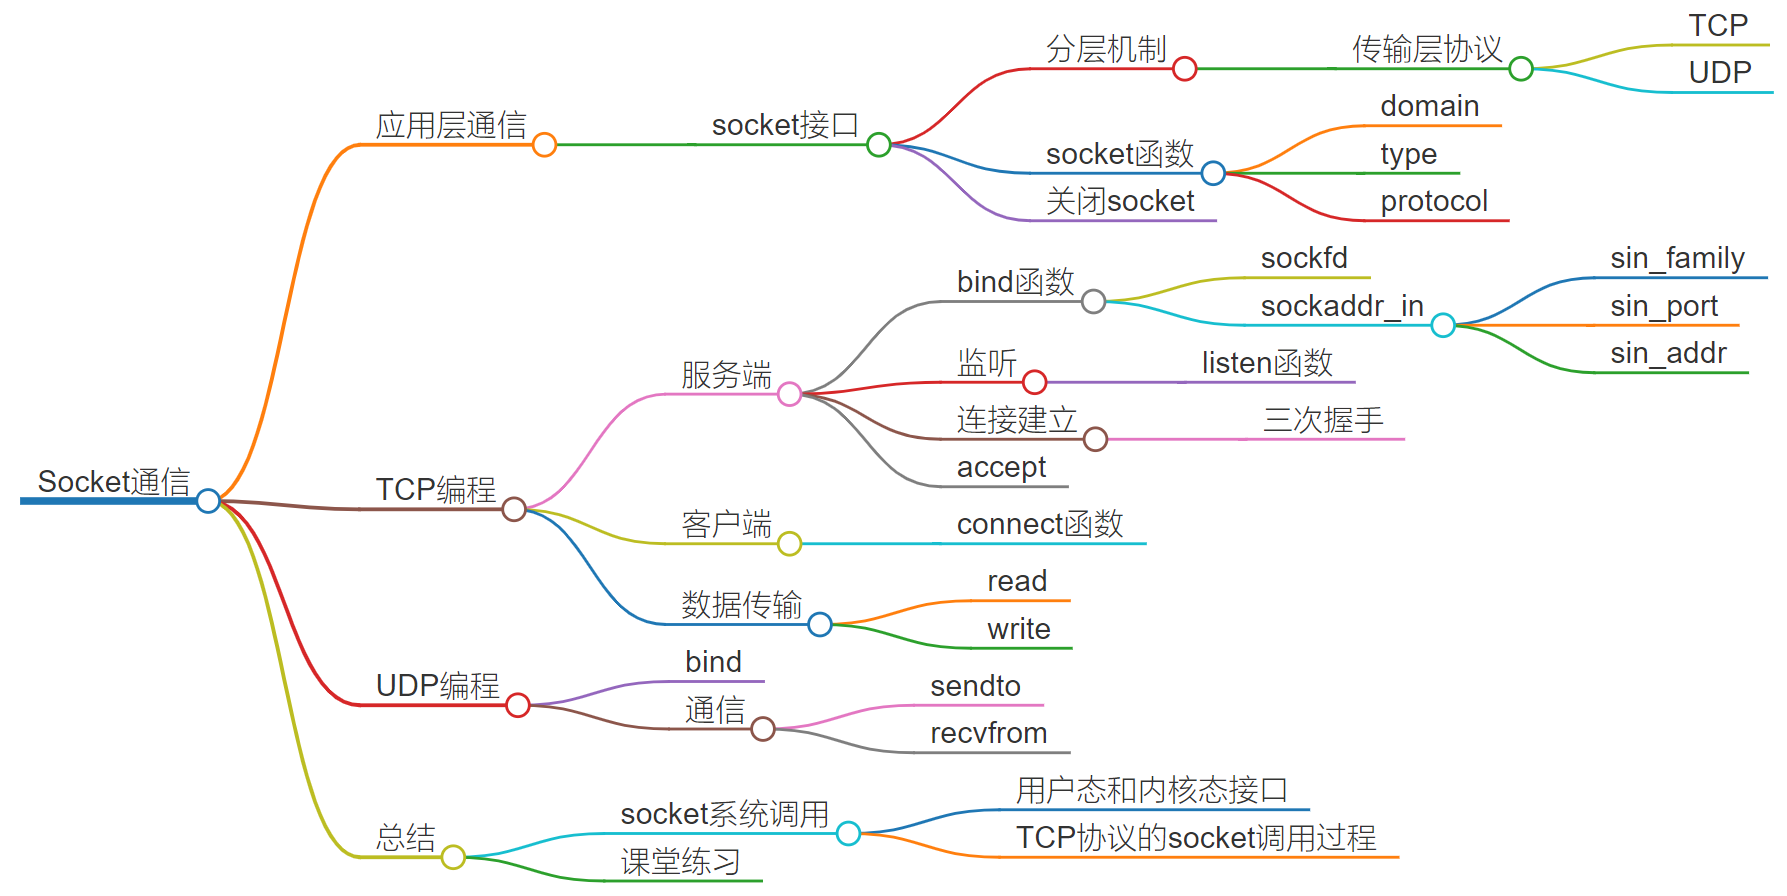 Socket通信
应用层通信
socket接口
分层机制
传输层协议
TCP
UDP
socket函数
domain
type
protocol
关闭socket
TCP编程
服务端
bind函数
sockfd
sockaddr_in
sin_family
sin_port
sin_addr
监听
listen函数
连接建立
三次握手
accept
客户端
connect函数
数据传输
read
write
UDP编程
bind
通信
sendto
recvfrom
总结
socket系统调用
用户态和内核态接口
TCP协议的socket调用过程
课堂练习